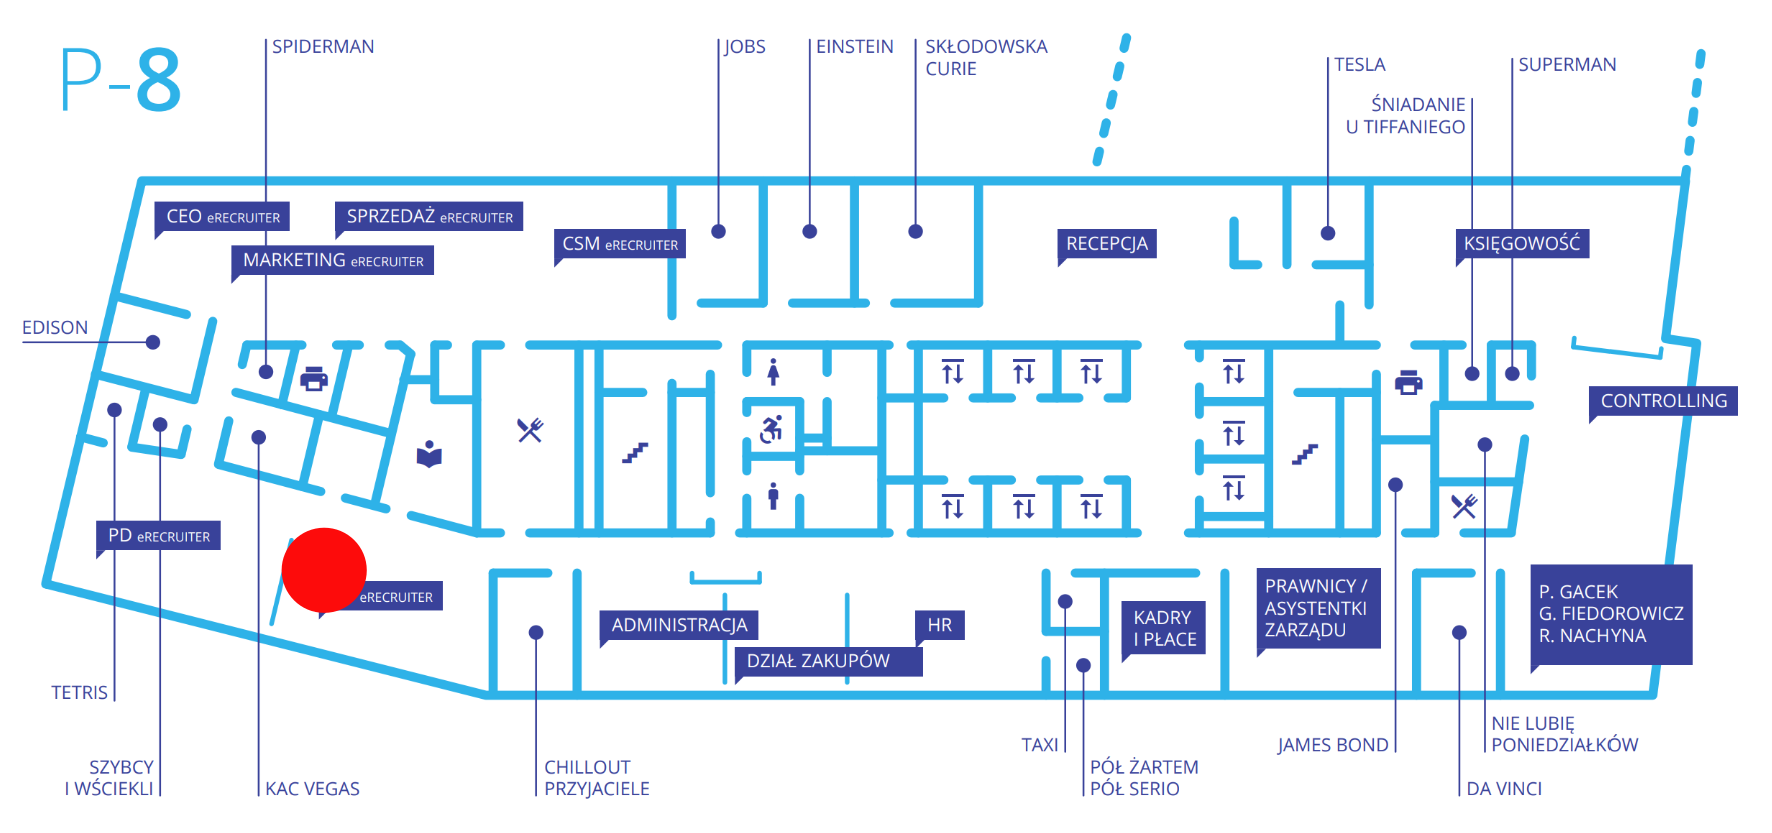 P-8
SPIDERMAN
JOBS
EINSTEIN
SKŁODOWSKA
CURIE
TESLA
SUPERMAN
ŚNIADANIE
U TIFFANIEGO
CEO eRECRUITER
SPRZEDAŻ eRECRUITER
MARKETING eRECRUITER
CSM eRECRUITER
RECEPCJA
KSIĘGOWOŚĆ
EDISON
CONTROLLING
PD eRECRUITER
eRECRUITER
ADMINISTRACJA
DZIAŁ ZAKUPÓW
HR
KADRY
I PŁACE
PRAWNICY /
ASYSTENTKI
ZARZĄDU
P. GACEK
G. FIEDOROWICZ
R. NACHYNA
TETRIS
SZYBCY
I WŚCIEKLI
KAC VEGAS
CHILLOUT
PRZYJACIELE
TAXI
PÓŁ ŻARTEM
PÓŁ SERIO
JAMES BOND
NIE LUBIĘ
PONIEDZIAŁKÓW
DA VINCI